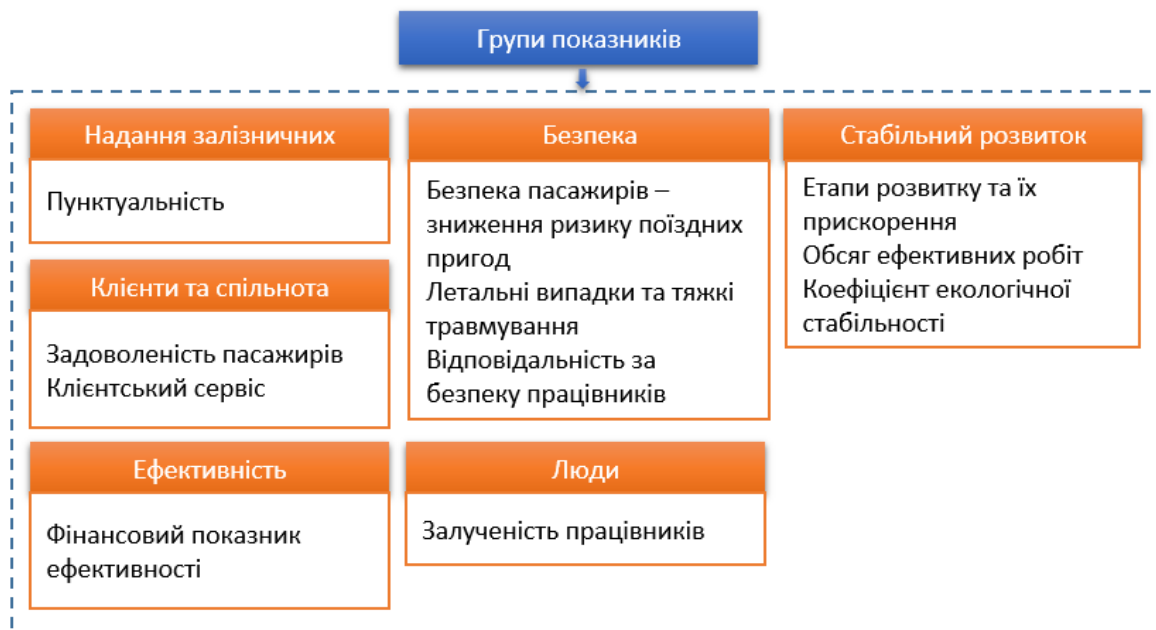 Групи показників
Надання залізничних
Пунктуальність
Клієнти та спільнота
Задоволеність пасажирів
Клієнтський сервіс
Ефективність
Фінансовий показник
ефективності
Безпека
Безпека пасажирів –
зниження ризику поїздних
пригод
Летальні випадки та тяжкі
травмування
Відповідальність за
безпеку працівників
Люди
Залученість працівників
Стабільний розвиток
Етапи розвитку та їх
прискорення
Обсяг ефективних робіт
Коефіцієнт екологічної
стабільності